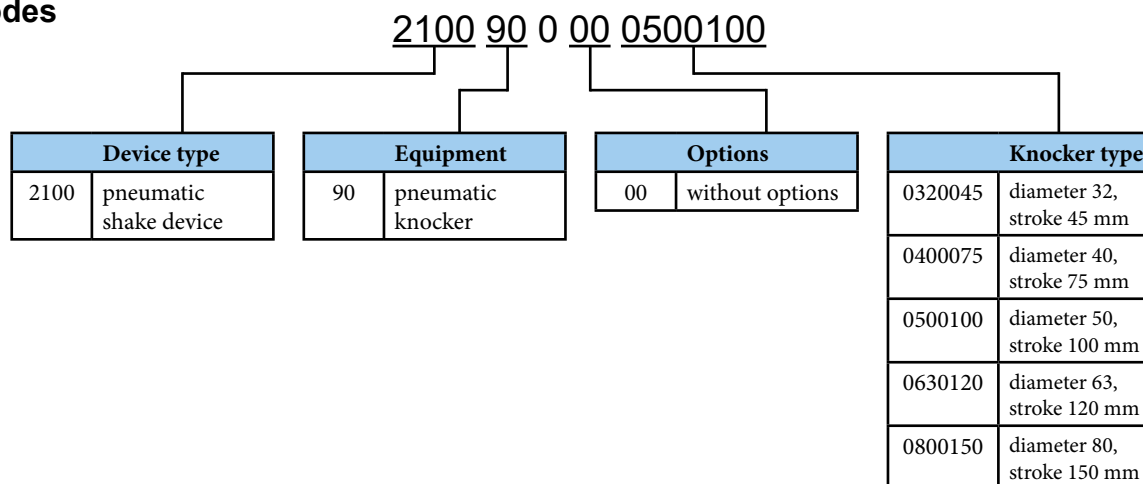 odes
2100 90 0 00 0500100
Device type
2100 pneumatic
shake device
Equipment
90 pneumatic
knocker
Options
00 without options
Knocker type
0320045 diameter 32,
stroke 45 mm
0400075 diameter 40,
stroke 75 mm
0500100 diameter 50,
stroke 100 mm
0630120 diameter 63,
stroke 120 mm
0800150 diameter 80,
stroke 150 mm